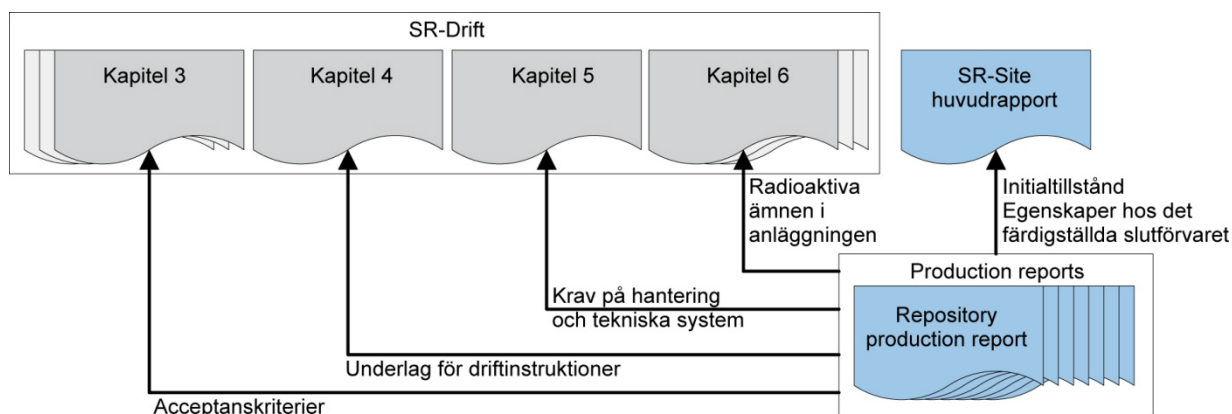 SR-Drift
Kapitel 3
Kapitel 4
Kapitel 5
Kapitel 6
SR-Site
huvudrapport
Radioaktiva
ämnen i
anläggningen
Initialtillstånd
Egenskaper hos det
färdigställda slutförvaret
Production reports
Krav på hantering
och tekniska system
Repository
production report
Underlag för driftinstruktioner
Acceptanskriterier